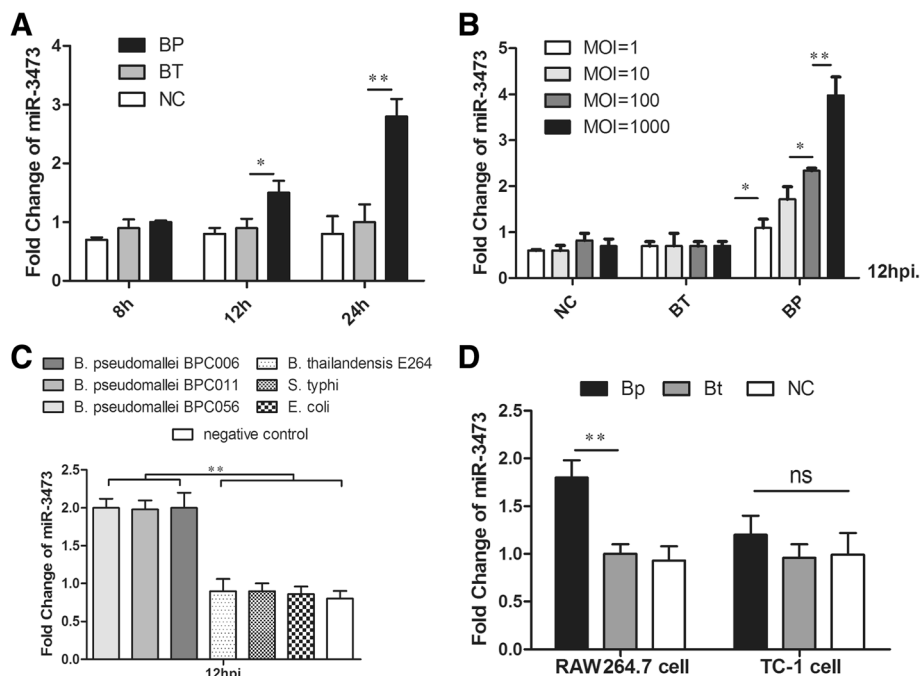 A
Fold Change of miR-3473
BP
BT
NC
4
3
2
1
0
*
**
8h
12h
24h
B
Fold Change of miR-3473
MOI=1
MOI=10
MOI=100
MOI=1000
5
4
3
2
1
0
*
*
**
NC
BT
BP
12hpi.
C
B. pseudomallei BPC006
B. pseudomallei BPC011
B. pseudomallei BPC056
B. thailandensis E264
S. typhi
E. coli
negative control
Fold Change of miR-3473
2.5
2.0
1.5
1.0
0.5
0.0
**
12hpi
D
Bp
Bt
NC
Fold Change of miR-3473
2.5
2.0
1.5
1.0
0.5
0.0
**
ns
RAW264.7 cell
TC-1 cell